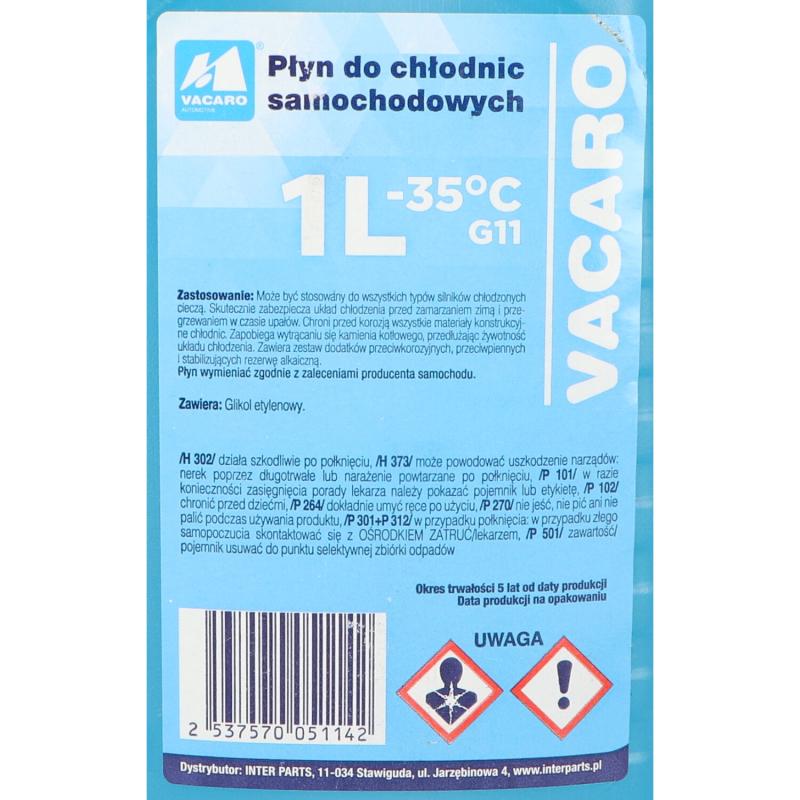 VACARO
AUTOMOTIVE
®
Płyn do chłodnic
samochodowych
1L -35°C
G11
VACARO
Zastosowanie: Może być stosowany do wszystkich typów silników chłodzonych
cieczą. Skutecznie zabezpiecza układ chłodzenia przed zamarzaniem zimą i prze-
grzewaniem w czasie upałów. Chroni przed korozją wszystkie materiały konstrukcyj-
ne chłodnic. Zapobiega wytrącaniu się kamienia kotłowego, przedłużając żywotność
układu chłodzenia. Zawiera zestaw dodatków przeciwkorozyjnych, przeciwpiennych
i stabilizujących rezerwę alkaiczną.
Płyn wymieniać zgodnie z zaleceniami producenta samochodu.
Zawiera: Glikol etylenowy.
/H 302/ działa szkodliwie po połknięciu, /H 373/ może powodować uszkodzenie narządów:
nerek poprzez długotrwałe lub narażenie powtarzane po połknięciu, /P 101/ w razie
konieczności zasięgnięcia porady lekarza należy pokazać pojemnik lub etykietę, /P 102/
chronić przed dziećmi, /P 264/ dokładnie umyć ręce po użyciu, /P 270/ nie jeść, nie pić ani nie
palić podczas używania produktu, /P 301+P 312/ w przypadku połknięcia: w przypadku złego
samopoczucia skontaktować się z OŚRODKIEM ZATRUĆ/lekarzem, /P 501/ zawartość/
pojemnik usuwać do punktu selektywnej zbiórki odpadów
Okres trwałości 5 lat od daty produkcji
Data produkcji na opakowaniu
UWAGA
2 537570 051142
Dystrybutor: INTER PARTS, 11-034 Stawiguda, ul. Jarzębinowa 4, www.interparts.pl